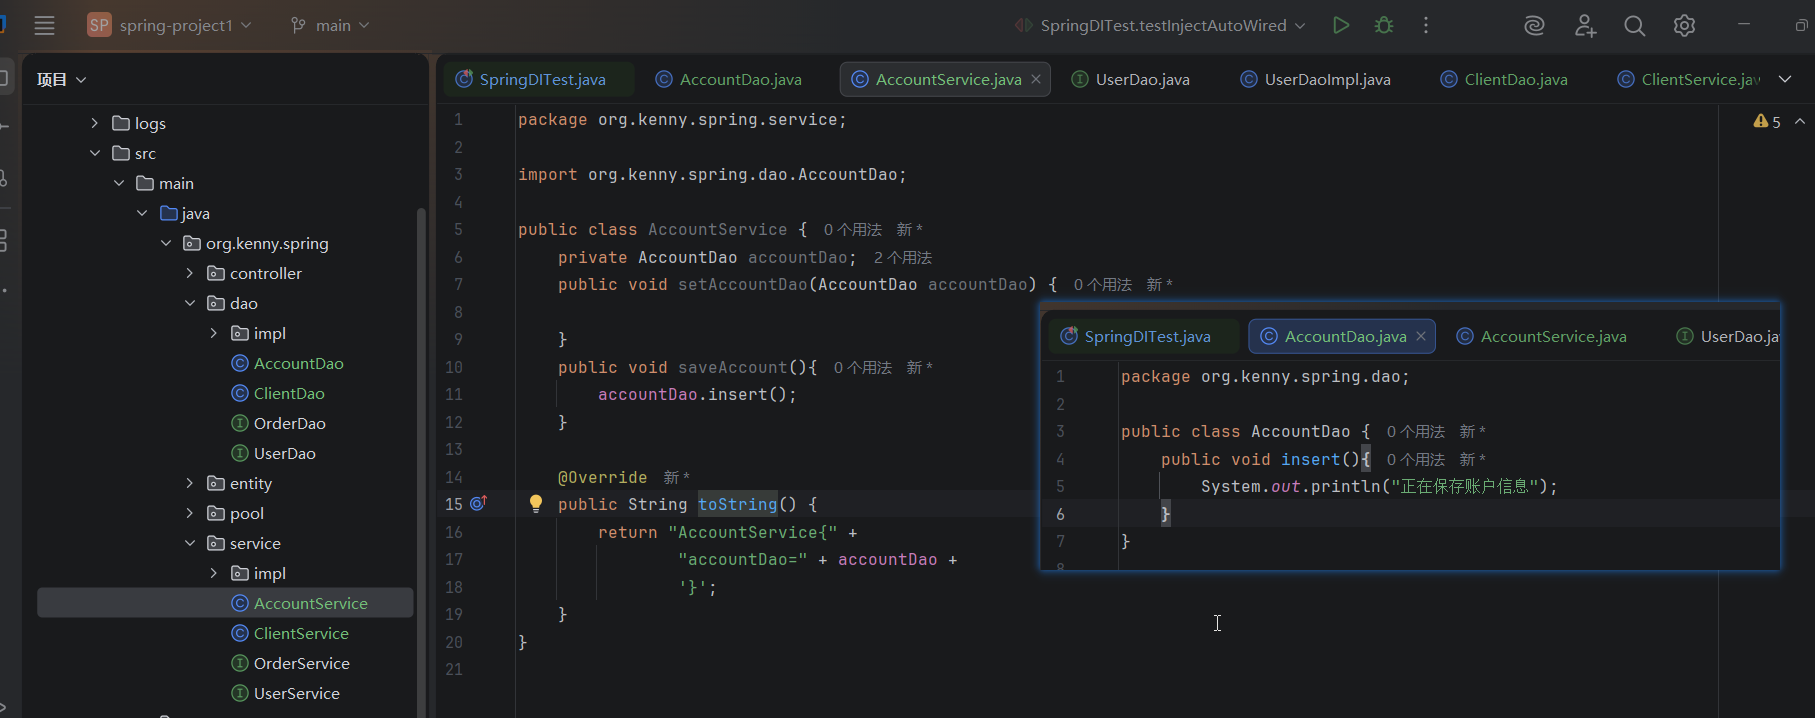 SP spring-project1 main SpringDITest.testInjectAutoWired
项目
logs
src
main
java
org.kenny.spring
controller
dao
impl
AccountDao
ClientDao
OrderDao
UserDao
entity
pool
service
impl
AccountService
ClientService
OrderService
UserService
SpringDITest.java AccountDao.java AccountService.java UserDao.java UserDaoImpl.java ClientDao.java ClientService.jav
5
1 package org.kenny.spring.service;
2
3 import org.kenny.spring.dao.AccountDao;
4
5 public class AccountService { 0 个用法 新 *
6 private AccountDao accountDao; 2 个用法
7 public void setAccountDao(AccountDao accountDao) { 0 个用法 新 *
8
9 }
10 public void saveAccount(){ 0 个用法 新 *
11 accountDao.insert();
12 }
13
14 @Override 新 *
15 public String toString() {
16 return "AccountService{" +
17 "accountDao=" + accountDao +
18 '}';
19 }
20 }
21
SpringDITest.java AccountDao.java AccountService.java UserDao.ja
1 package org.kenny.spring.dao;
2
3 public class AccountDao { 0 个用法 新 *
4 public void insert(){ 0 个用法 新 *
5 System.out.println("正在保存账户信息");
6 }
7 }
8